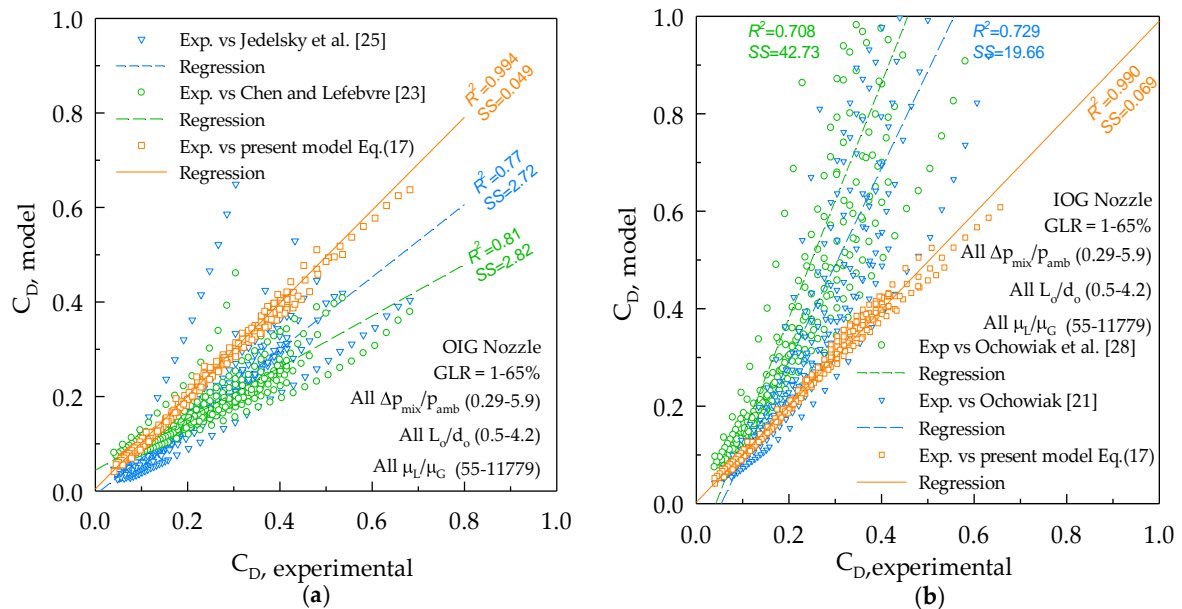 1.0
0.8
0.6
0.4
0.2
0.0
C_D, model
Exp. vs Jedelsky et al. [25]
Regression
Exp. vs Chen and Lefebvre [23]
Regression
Exp. vs present model Eq.(17)
Regression
R²=0.994
SS=0.049
R²=0.77
SS=2.72
R²=0.81
SS=2.82
OIG Nozzle
GLR = 1-65%
All Δp_mix/p_amb (0.29-5.9)
All L_o/d_o (0.5-4.2)
All μ_L/μ_G (55-11779)
0.0 0.2 0.4 0.6 0.8 1.0
C_D, experimental
(a)
1.0
0.8
0.6
0.4
0.2
0.0
C_D, model
R²=0.708
SS=42.73
R²=0.729
SS=19.66
R²=0.990
SS=0.069
IOG Nozzle
GLR = 1-65%
All Δp_mix/p_amb (0.29-5.9)
All L_o/d_o (0.5-4.2)
All μ_L/μ_G (55-11779)
Exp vs Ochowiak et al. [28]
Regression
Exp. vs Ochowiak [21]
Regression
Exp. vs present model Eq.(17)
Regression
0.0 0.2 0.4 0.6 0.8 1.0
C_D,experimental
(b)